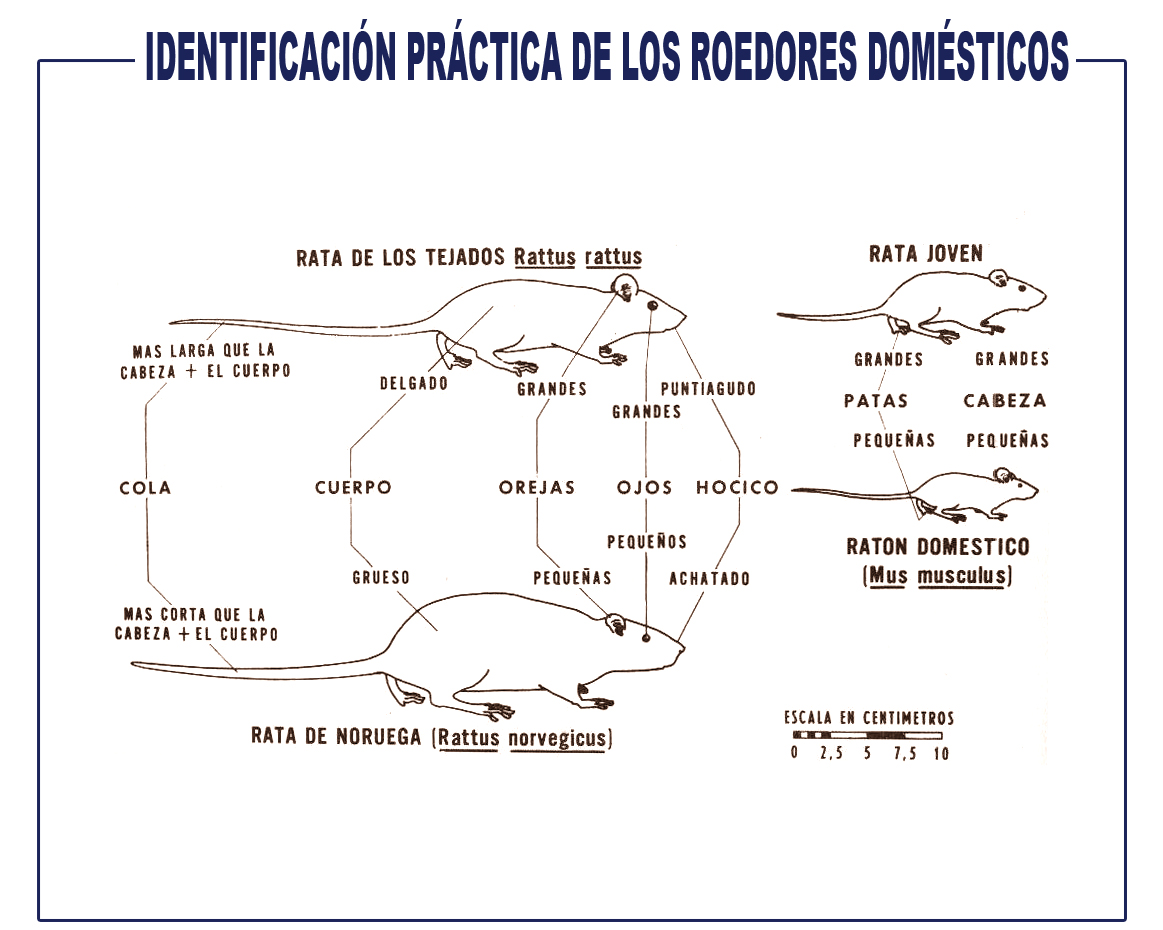 IDENTIFICACIÓN PRÁCTICA DE LOS ROEDORES DOMÉSTICOS
RATA DE LOS TEJADOS Rattus rattus
MAS LARGA QUE LA
CABEZA + EL CUERPO
DELGADO
GRANDES
GRANDES
PUNTIAGUDO
COLA
CUERPO
OREJAS
OJOS
HOCICO
GRUESO
PEQUEÑAS
PEQUEÑOS
ACHATADO
MAS CORTA QUE LA
CABEZA + EL CUERPO
RATA DE NORUEGA (Rattus norvegicus)
RATA JOVEN
GRANDES
GRANDES
PATAS
CABEZA
PEQUEÑAS
PEQUEÑAS
RATON DOMESTICO
(Mus musculus)
ESCALA EN CENTIMETROS
0 2,5 5 7,5 10